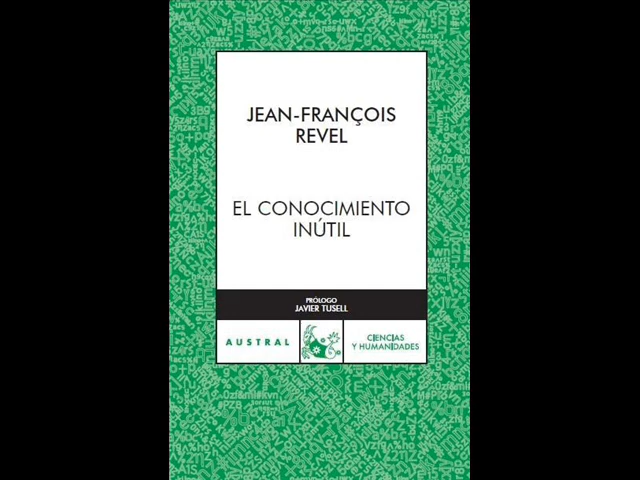 JEAN-FRANÇOIS
REVEL
EL CONOCIMIENTO
INÚTIL
PRÓLOGO
JAVIER TUSELL
AUSTRAL
CIENCIAS
Y HUMANIDADES